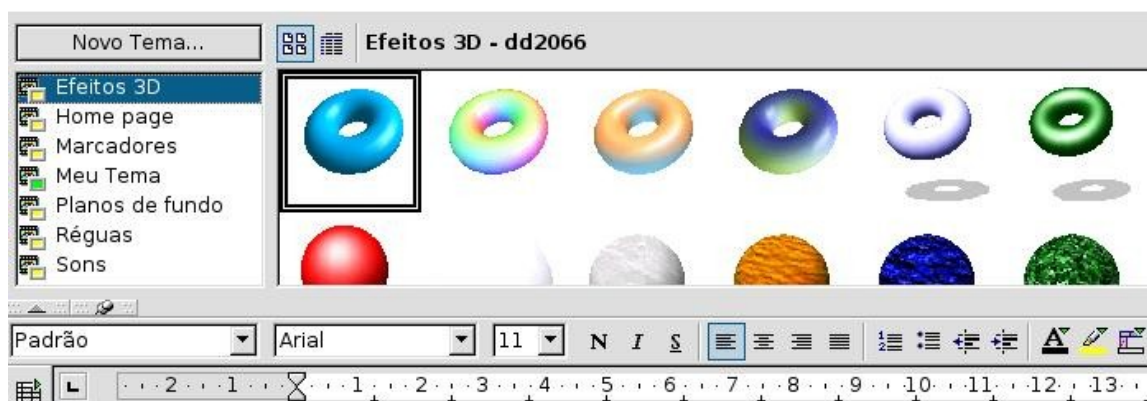 Novo Tema...
Efeitos 3D - dd2066
Efeitos 3D
Home page
Marcadores
Meu Tema
Planos de fundo
Réguas
Sons
Padrão Arial 11 N I S A
2 1 1 2 3 4 5 6 7 8 9 10 11 12 13